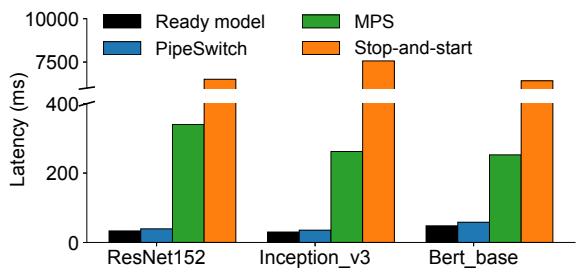 10000
7500
400
200
0
Latency (ms)
Ready model
PipeSwitch
MPS
Stop-and-start
ResNet152
Inception_v3
Bert_base